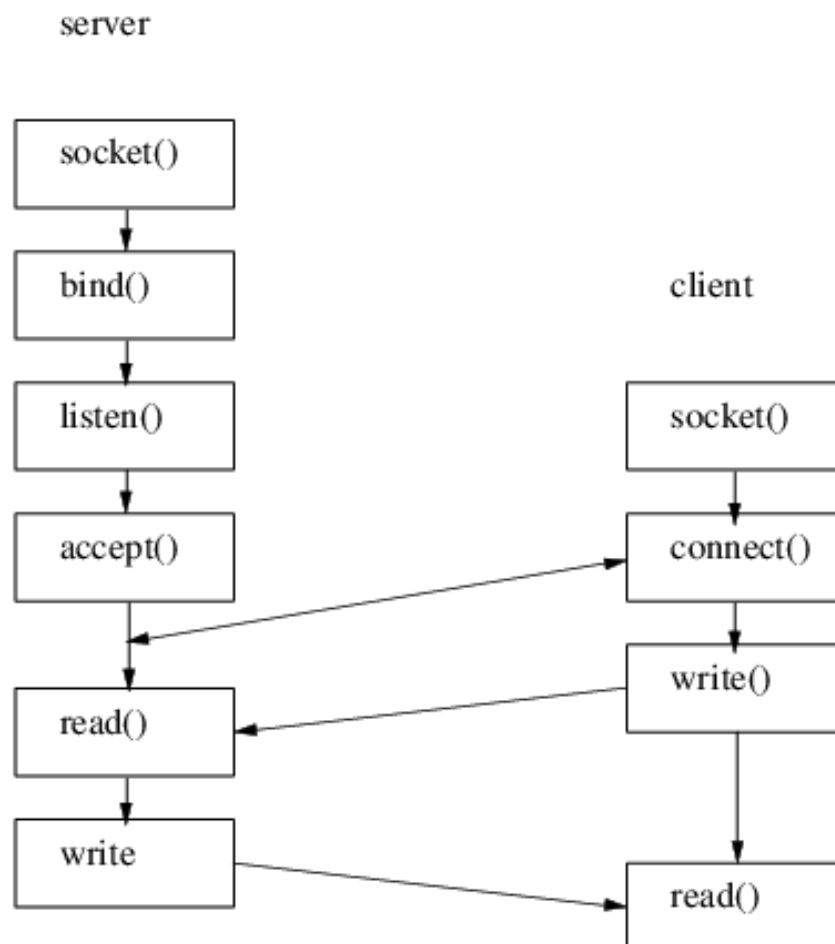 server
socket()
bind()
listen()
accept()
read()
write
client
socket()
connect()
write()
read()